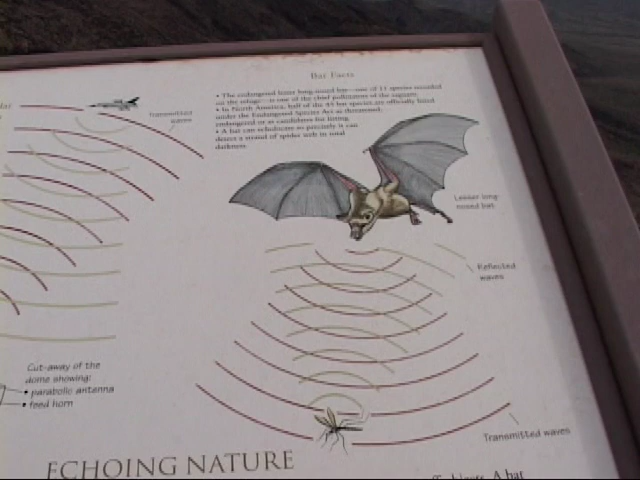 Bat Facts
• The endangered lesser long-nosed bat—one of 11 species recorded
on the refuge—is one of the chief pollinators of the saguaro.
• In North America, half of the 43 bat species are officially listed
under the Endangered Species Act as threatened,
endangered or as candidates for listing.
• A bat can echolocate so precisely it can
detect a strand of spider web in total
darkness.
Transmitted
waves
Lesser long-
nosed bat
Reflected
waves
Cut-away of the
dome showing:
• parabolic antenna
• feed horn
Transmitted waves
ECHOING NATURE
A bat